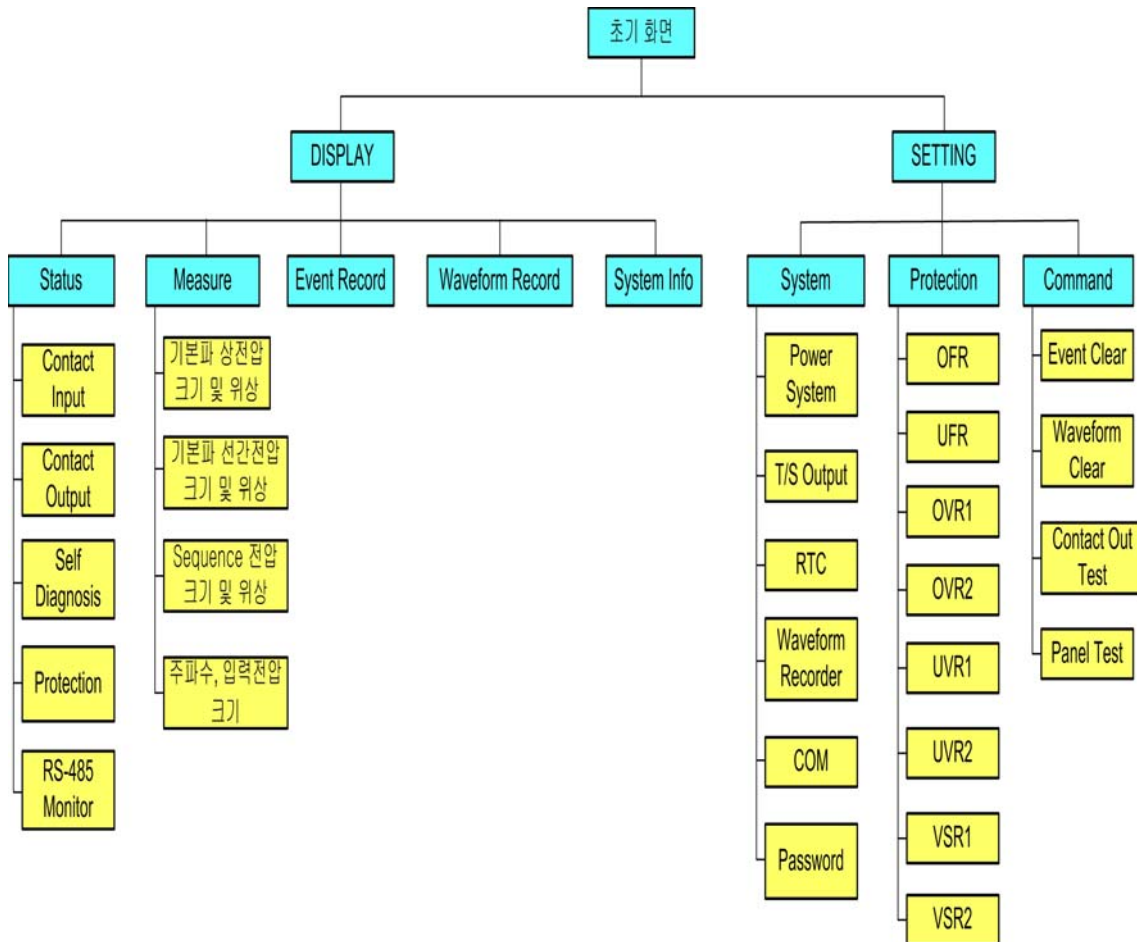 초기 화면
DISPLAY
SETTING
Status
Measure
Event Record
Waveform Record
System Info
System
Protection
Command
Contact
Input
Contact
Output
Self
Diagnosis
Protection
RS-485
Monitor
기본파 상전압
크기 및 위상
기본파 선간전압
크기 및 위상
Sequence 전압
크기 및 위상
주파수, 입력전압
크기
Power
System
T/S Output
RTC
Waveform
Recorder
COM
Password
OFR
UFR
OVR1
OVR2
UVR1
UVR2
VSR1
VSR2
Event Clear
Waveform
Clear
Contact Out
Test
Panel Test